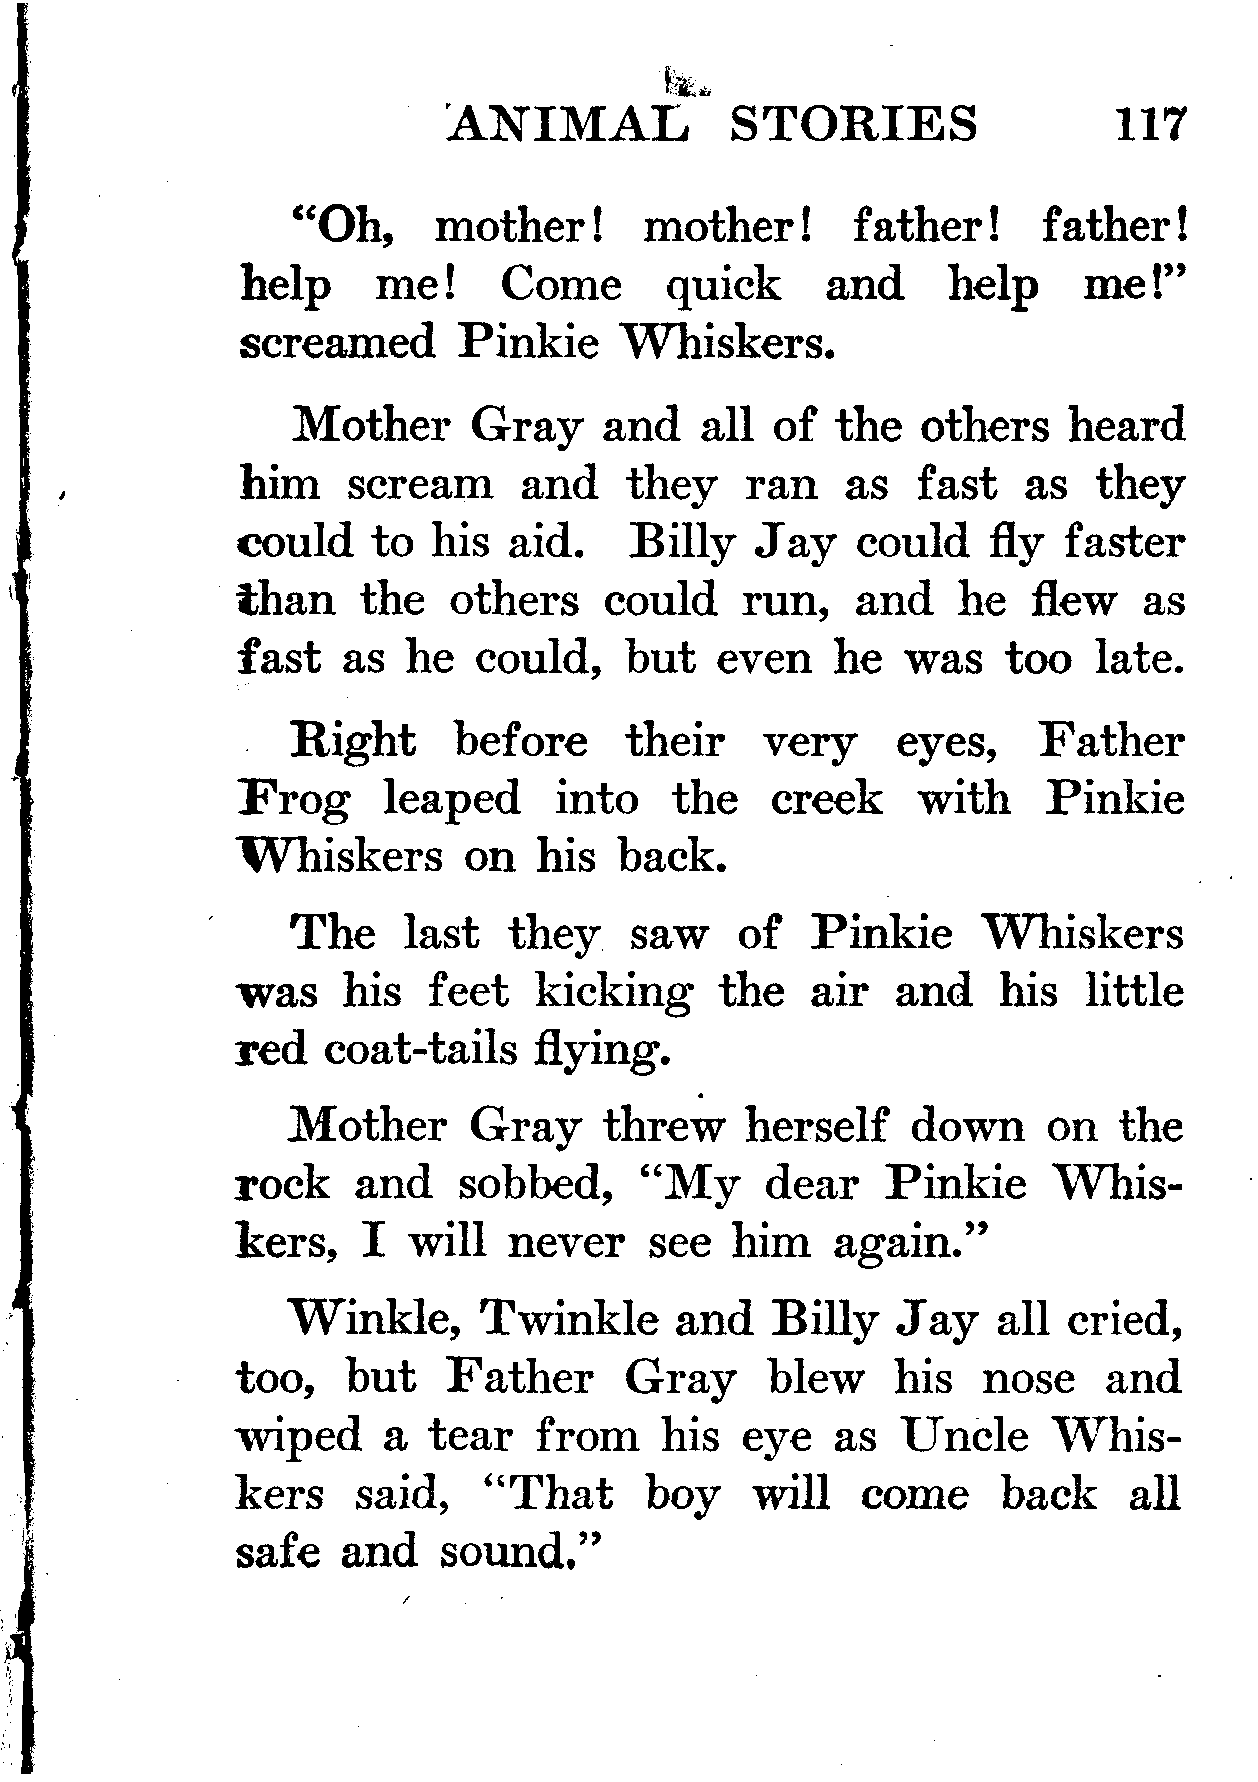 ANIMAL STORIES 117
"Oh, mother! mother! father! father!
help me! Come quick and help me!"
screamed Pinkie Whiskers.
Mother Gray and all of the others heard
him scream and they ran as fast as they
could to his aid. Billy Jay could fly faster
than the others could run, and he flew as
fast as he could, but even he was too late.
Right before their very eyes, Father
Frog leaped into the creek with Pinkie
Whiskers on his back.
The last they saw of Pinkie Whiskers
was his feet kicking the air and his little
red coat-tails flying.
Mother Gray threw herself down on the
rock and sobbed, "My dear Pinkie Whis-
kers, I will never see him again."
Winkle, Twinkle and Billy Jay all cried,
too, but Father Gray blew his nose and
wiped a tear from his eye as Uncle Whis-
kers said, "That boy will come back all
safe and sound."